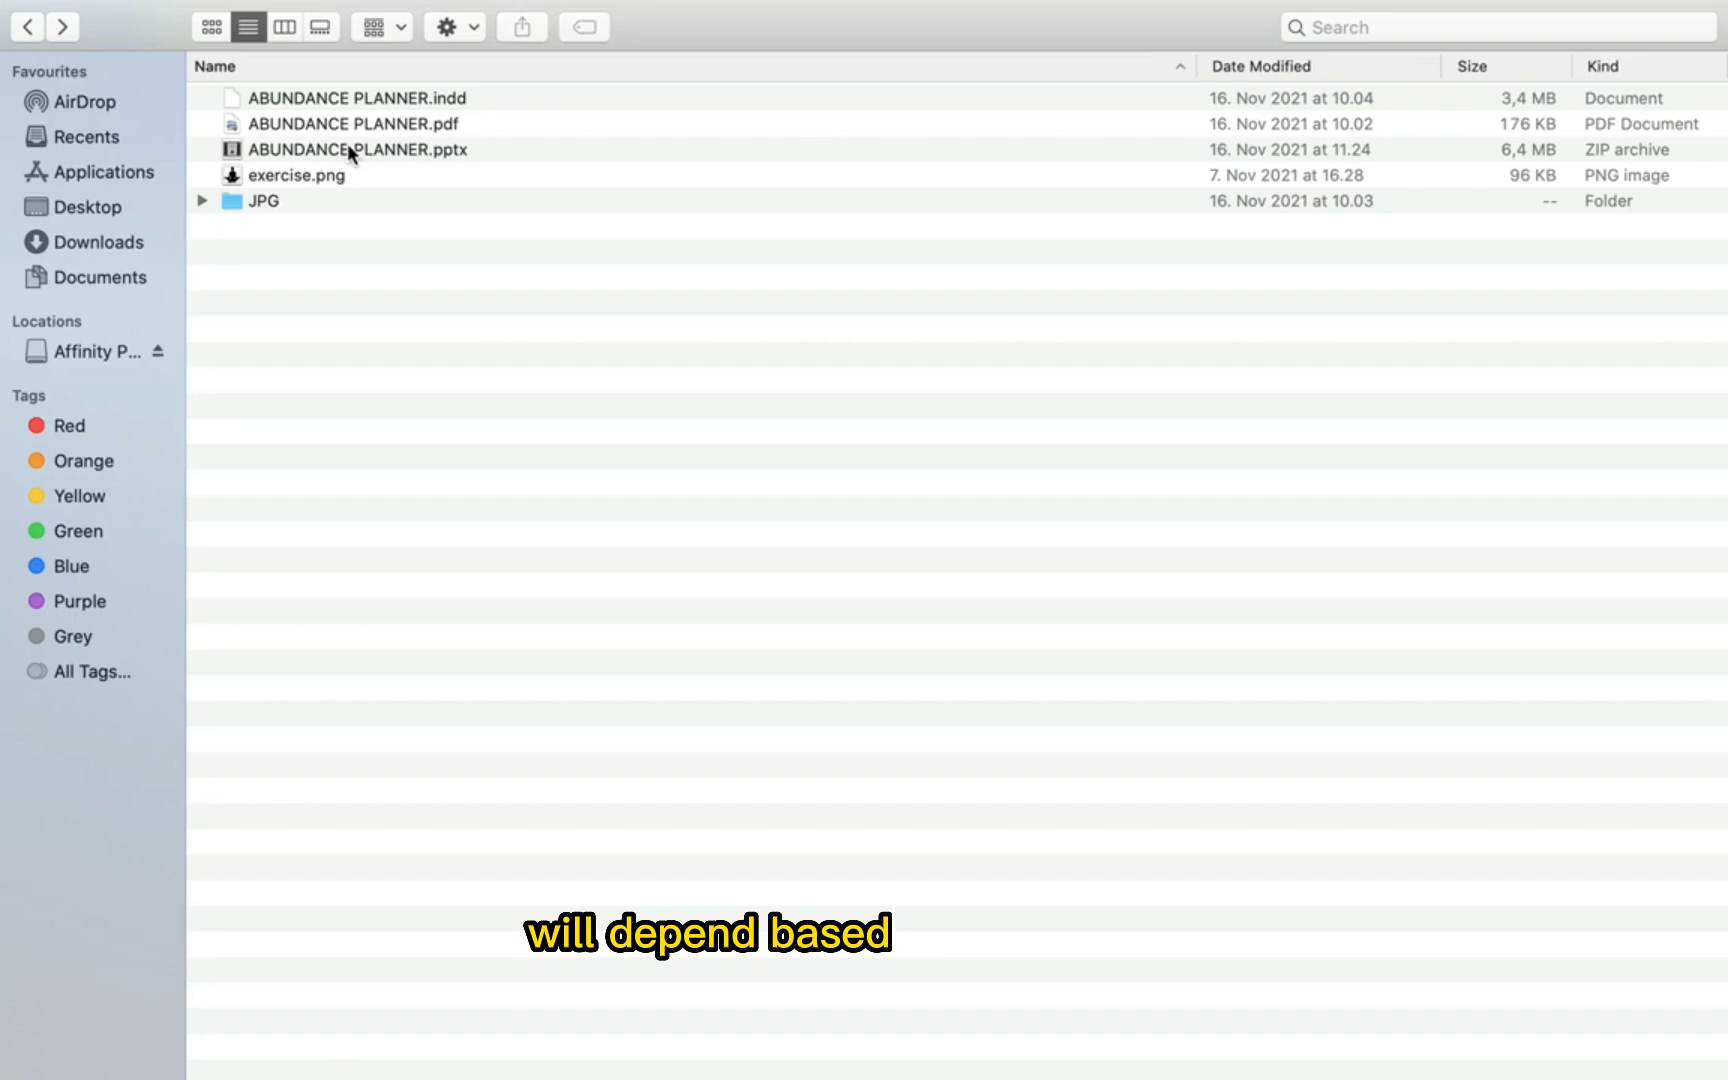 Search
Favourites
AirDrop
Recents
Applications
Desktop
Downloads
Documents
Locations
Affinity P...
Tags
Red
Orange
Yellow
Green
Blue
Purple
Grey
All Tags...
Name Date Modified Size Kind
ABUNDANCE PLANNER.indd 16. Nov 2021 at 10.04 3,4 MB Document
ABUNDANCE PLANNER.pdf 16. Nov 2021 at 10.02 176 KB PDF Document
ABUNDANCE PLANNER.pptx 16. Nov 2021 at 11.24 6,4 MB ZIP archive
exercise.png 7. Nov 2021 at 16.28 96 KB PNG image
JPG 16. Nov 2021 at 10.03 -- Folder
will depend based